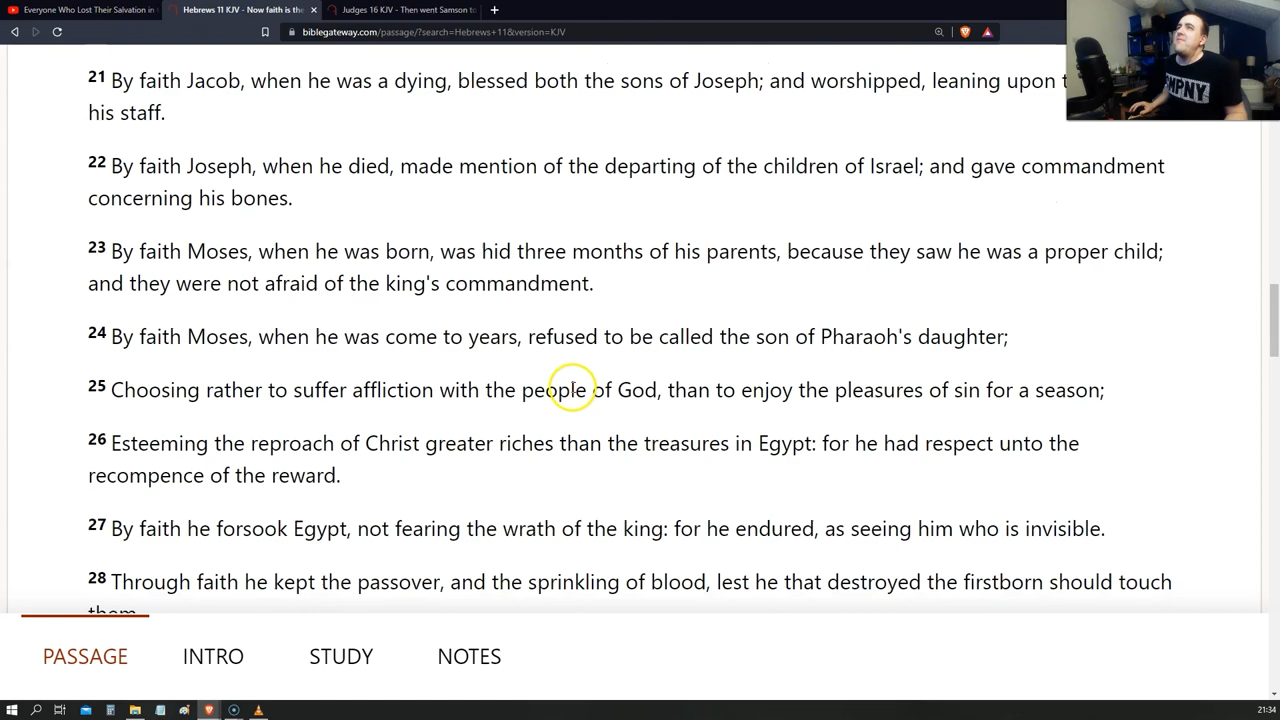 Everyone Who Lost Their Salvation in
Hebrews 11 KJV - Now faith is the
Judges 16 KJV - Then went Samson to
biblegateway.com/passage/?search=Hebrews+11&version=KJV
21 By faith Jacob, when he was a dying, blessed both the sons of Joseph; and worshipped, leaning upon
his staff.
22 By faith Joseph, when he died, made mention of the departing of the children of Israel; and gave commandment
concerning his bones.
23 By faith Moses, when he was born, was hid three months of his parents, because they saw he was a proper child;
and they were not afraid of the king's commandment.
24 By faith Moses, when he was come to years, refused to be called the son of Pharaoh's daughter;
25 Choosing rather to suffer affliction with the people of God, than to enjoy the pleasures of sin for a season;
26 Esteeming the reproach of Christ greater riches than the treasures in Egypt: for he had respect unto the
recompence of the reward.
27 By faith he forsook Egypt, not fearing the wrath of the king: for he endured, as seeing him who is invisible.
28 Through faith he kept the passover, and the sprinkling of blood, lest he that destroyed the firstborn should touch
them.
PASSAGE INTRO STUDY NOTES
21:34